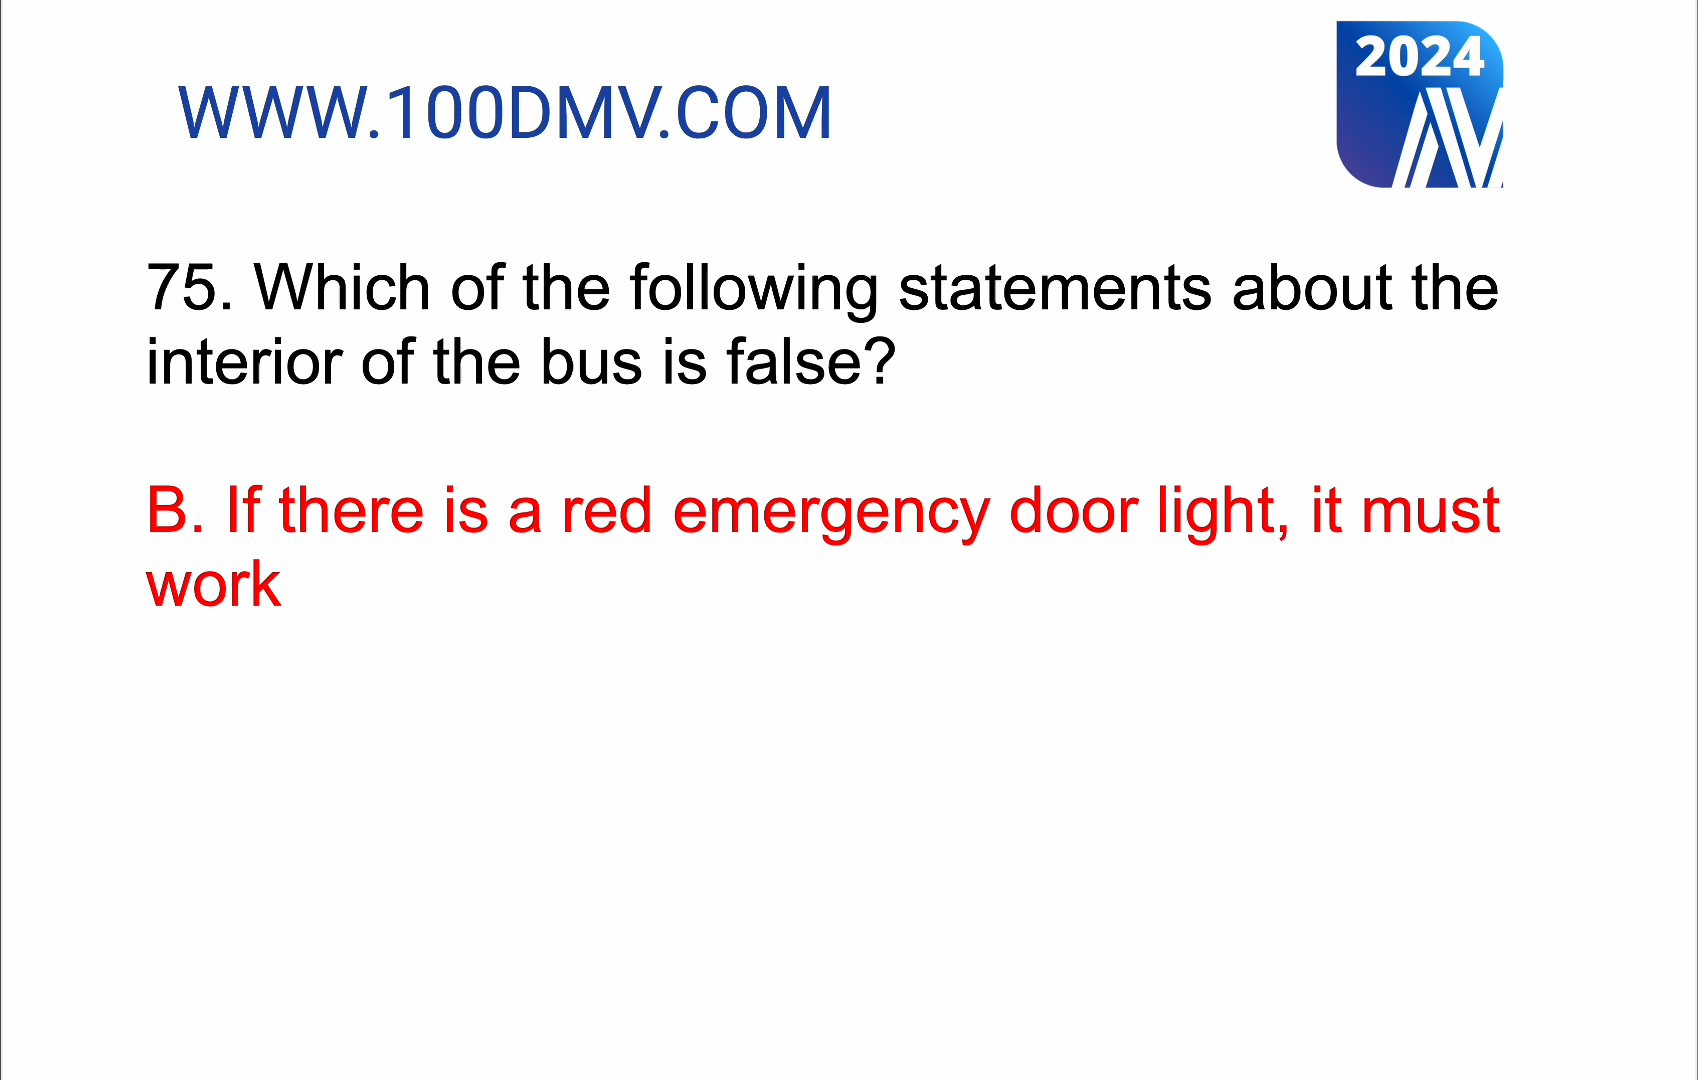 2024
WWW.100DMV.COM
75. Which of the following statements about the
interior of the bus is false?
B. If there is a red emergency door light, it must
work